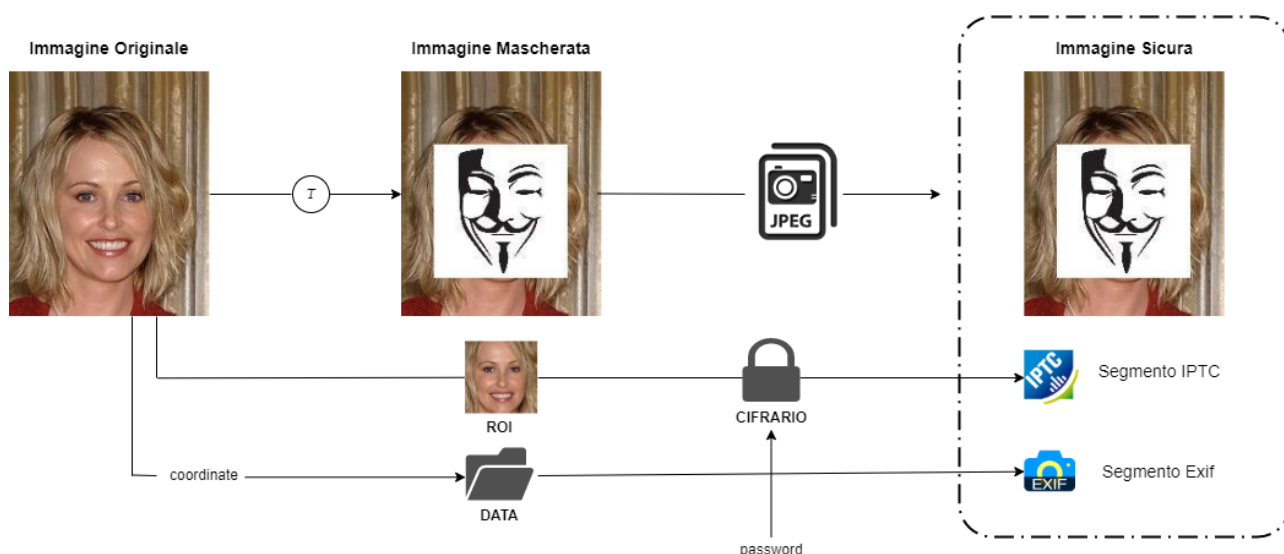 Immagine Originale
Immagine Mascherata
Immagine Sicura
T
JPEG
IPTC
Segmento IPTC
ROI
CIFRARIO
coordinate
EXIF
Segmento Exif
DATA
password